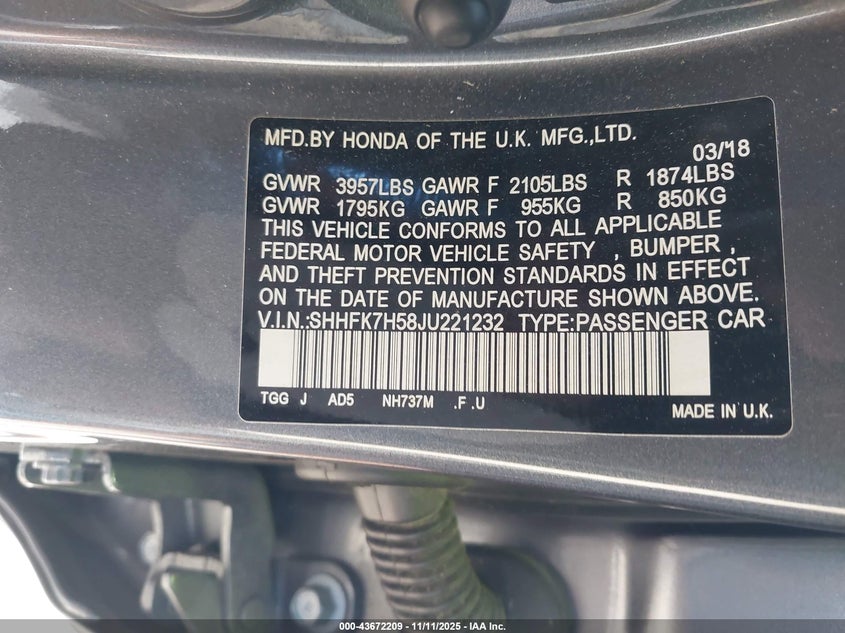 MFD.BY HONDA OF THE U.K. MFG.,LTD.
03/18
GVWR 3957LBS GAWR F 2105LBS R 1874LBS
GVWR 1795KG GAWR F 955KG R 850KG
THIS VEHICLE CONFORMS TO ALL APPLICABLE
FEDERAL MOTOR VEHICLE SAFETY , BUMPER ,
AND THEFT PREVENTION STANDARDS IN EFFECT
ON THE DATE OF MANUFACTURE SHOWN ABOVE.
V.I.N.:SHHFK7H58JU221232 TYPE:PASSENGER CAR
TGG J AD5 NH737M .F .U
MADE IN U.K.
000-43672209 - 11/11/2025 - IAA Inc.